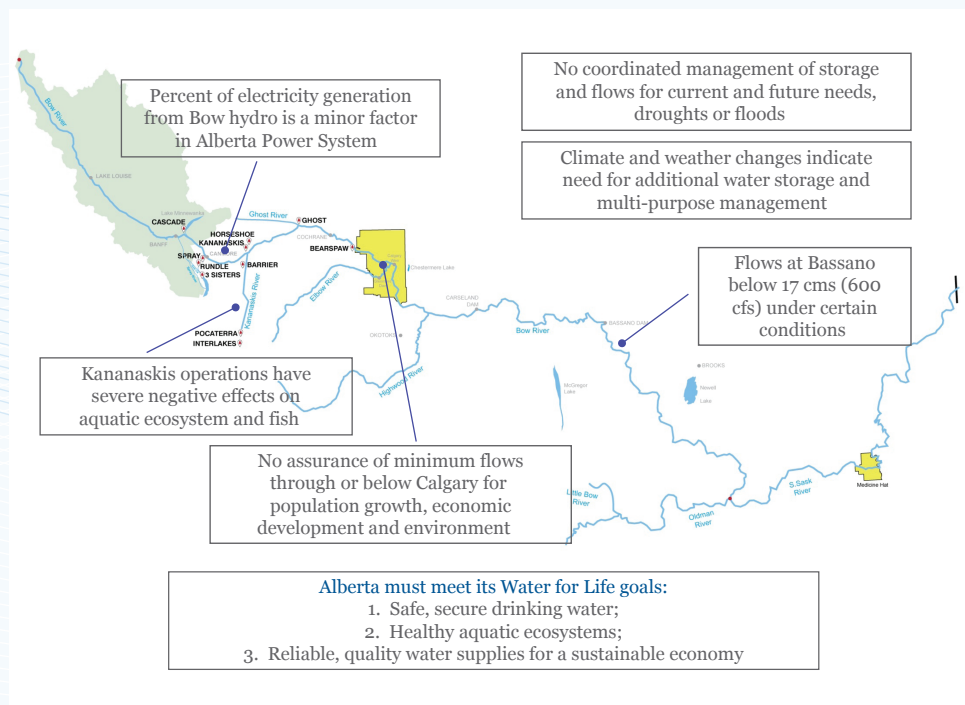 Percent of electricity generation
from Bow hydro is a minor factor
in Alberta Power System
No coordinated management of storage
and flows for current and future needs,
droughts or floods
Climate and weather changes indicate
need for additional water storage and
multi-purpose management
Flows at Bassano
below 17 cms (600
cfs) under certain
conditions
Bow River
LAKE LOUISE
Lake Minnewanka
CASCADE
BANFF
Ghost River
GHOST
COCHRANE
HORSESHOE
KANANASKIS
CANMORE
BEARSPAW
SPRAY
RUNDLE
3 SISTERS
BARRIER
Kananaskis River
Elbow River
Chestermere Lake
CARSELAND
DAM
Bow River
BASSANO DAM
OKOTOKS
POCATERRA
INTERLAKES
Highwood River
McGregor
Lake
BROOKS
Newell
Lake
Kananaskis operations have
severe negative effects on
aquatic ecosystem and fish
No assurance of minimum flows
through or below Calgary for
population growth, economic
development and environment
Little Bow
River
Oldman
River
S.Sask
River
Medicine Hat
Alberta must meet its Water for Life goals:
1. Safe, secure drinking water;
2. Healthy aquatic ecosystems;
3. Reliable, quality water supplies for a sustainable economy